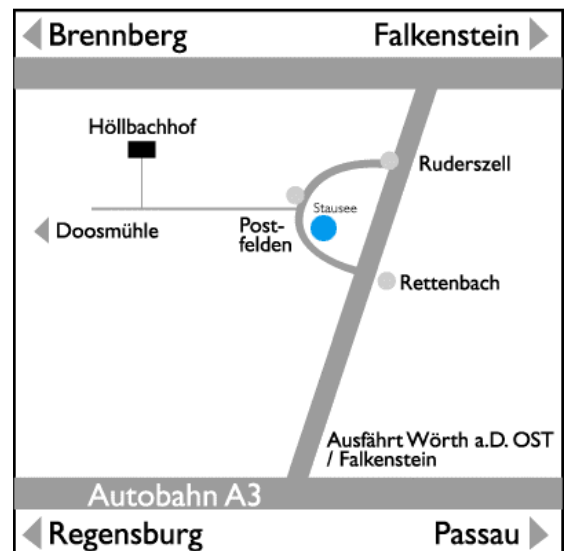 Brennberg
Falkenstein
Höllbachhof
Ruderszell
Stausee
Doosmühle
Post-
felden
Rettenbach
Ausfährt Wörth a.D. OST
/ Falkenstein
Autobahn A3
Regensburg
Passau